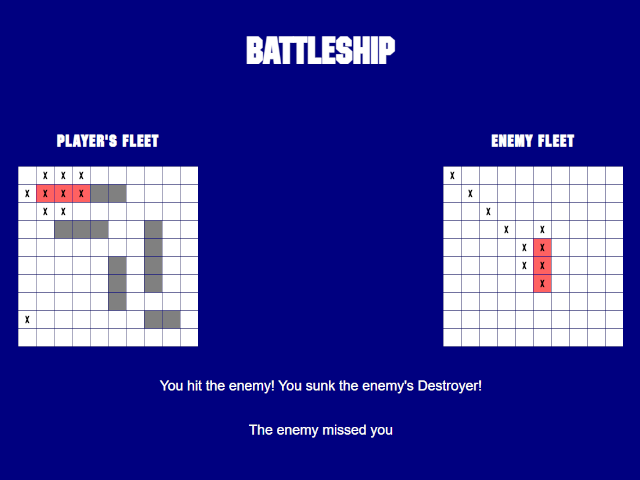 BATTLESHIP
PLAYER'S FLEET
ENEMY FLEET
X X X X
X X X X X
X X X
X X
X X
X X
X
X
You hit the enemy! You sunk the enemy's Destroyer!
The enemy missed you